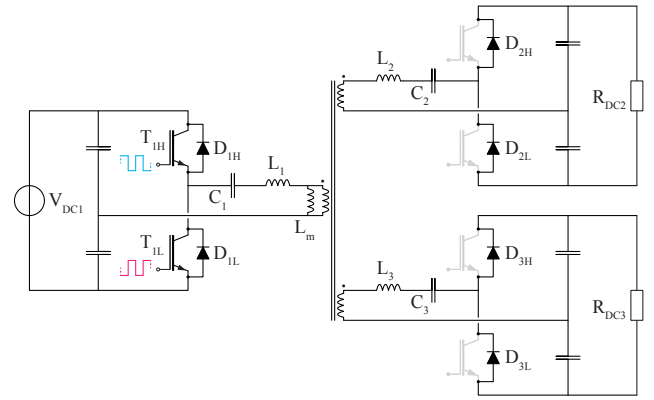 D2H
L2
C2
RDC2
D2L
T1H
D1H
L1
C1
VDC1
Lm
T1L
D1L
L3
C3
D3H
RDC3
D3L